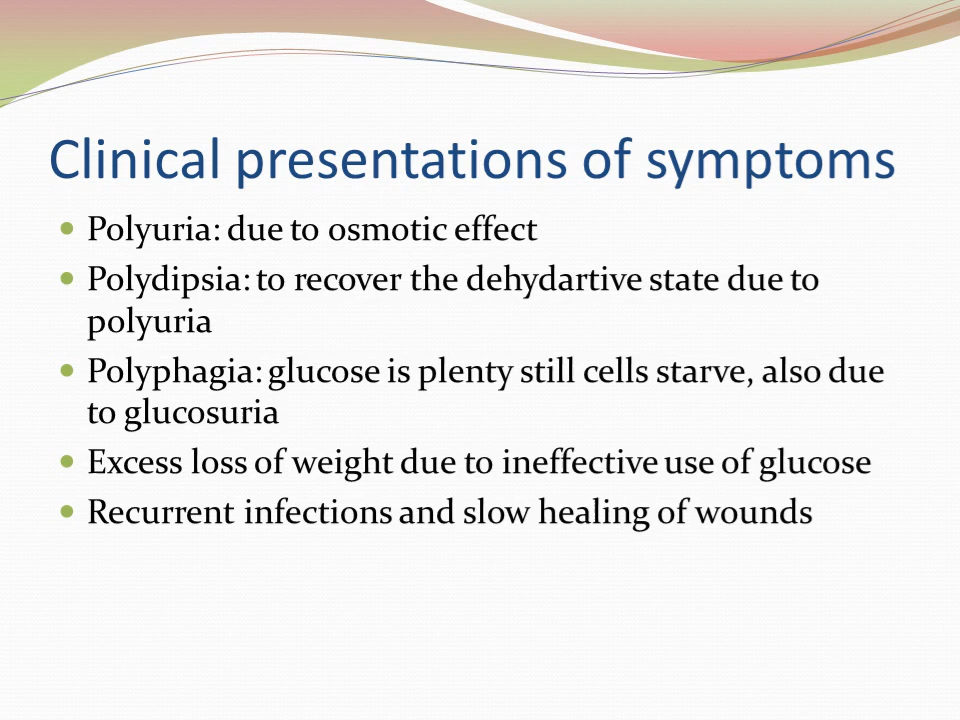 Clinical presentations of symptoms
Polyuria: due to osmotic effect
Polydipsia: to recover the dehydartive state due to
polyuria
Polyphagia: glucose is plenty still cells starve, also due
to glucosuria
Excess loss of weight due to ineffective use of glucose
Recurrent infections and slow healing of wounds